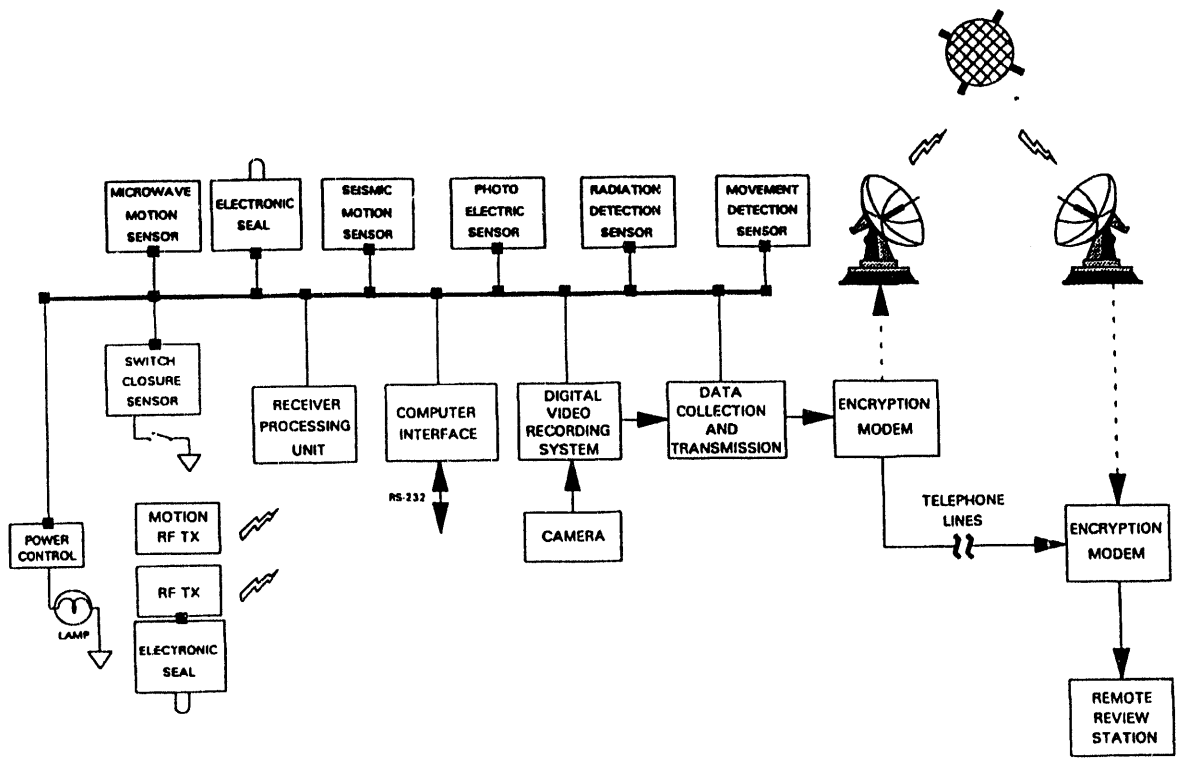 MICROWAVE
MOTION
SENSOR
ELECTRONIC
SEAL
SEISMIC
MOTION
SENSOR
PHOTO
ELECTRIC
SENSOR
RADIATION
DETECTION
SENSOR
MOVEMENT
DETECTION
SENSOR
SWITCH
CLOSURE
SENSOR
RECEIVER
PROCESSING
UNIT
COMPUTER
INTERFACE
DIGITAL
VIDEO
RECORDING
SYSTEM
DATA
COLLECTION
AND
TRANSMISSION
ENCRYPTION
MODEM
RS-232
CAMERA
TELEPHONE
LINES
ENCRYPTION
MODEM
POWER
CONTROL
LAMP
MOTION
RF TX
RF TX
ELECTRONIC
SEAL
REMOTE
REVIEW
STATION